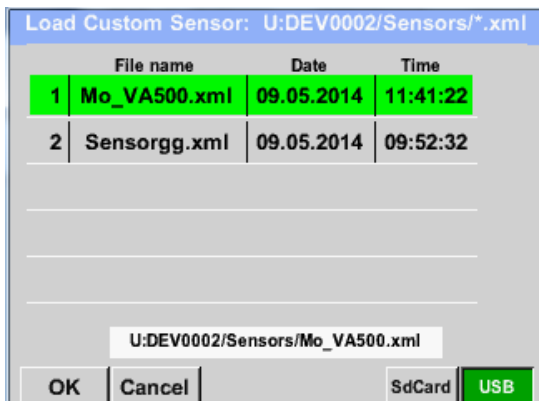 Load Custom Sensor: U:DEV0002/Sensors/*.xml
File name Date Time
1 Mo_VA500.xml 09.05.2014 11:41:22
2 Sensorgg.xml 09.05.2014 09:52:32
U:DEV0002/Sensors/Mo_VA500.xml
OK Cancel SdCard USB